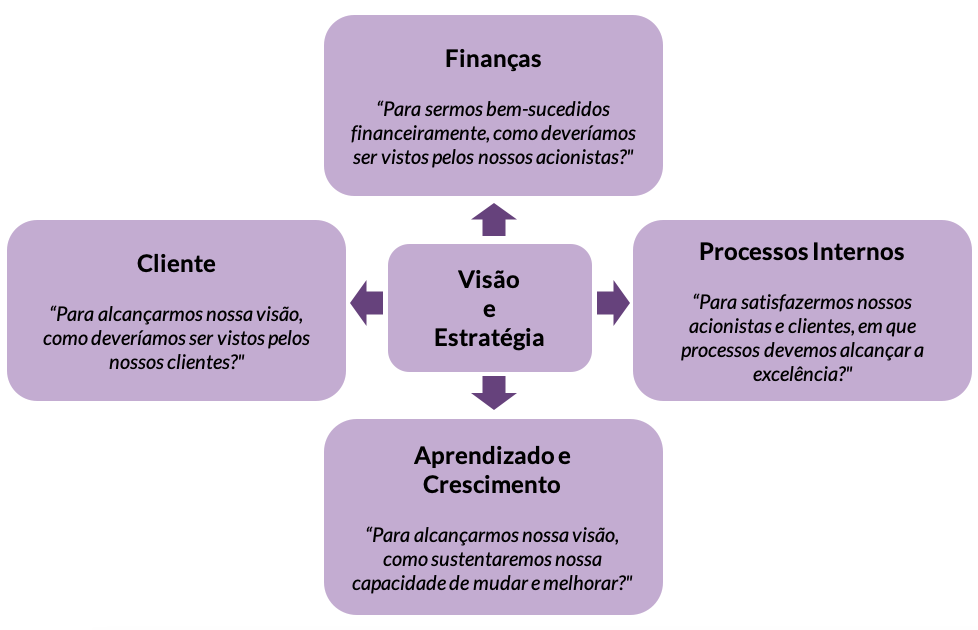 Finanças
“Para sermos bem-sucedidos
financeiramente, como deveríamos
ser vistos pelos nossos acionistas?"
Cliente
“Para alcançarmos nossa visão,
como deveríamos ser vistos pelos
nossos clientes?"
Visão
e
Estratégia
Processos Internos
“Para satisfazermos nossos
acionistas e clientes, em que
processos devemos alcançar a
excelência?"
Aprendizado e
Crescimento
“Para alcançarmos nossa visão,
como sustentaremos nossa
capacidade de mudar e melhorar?"